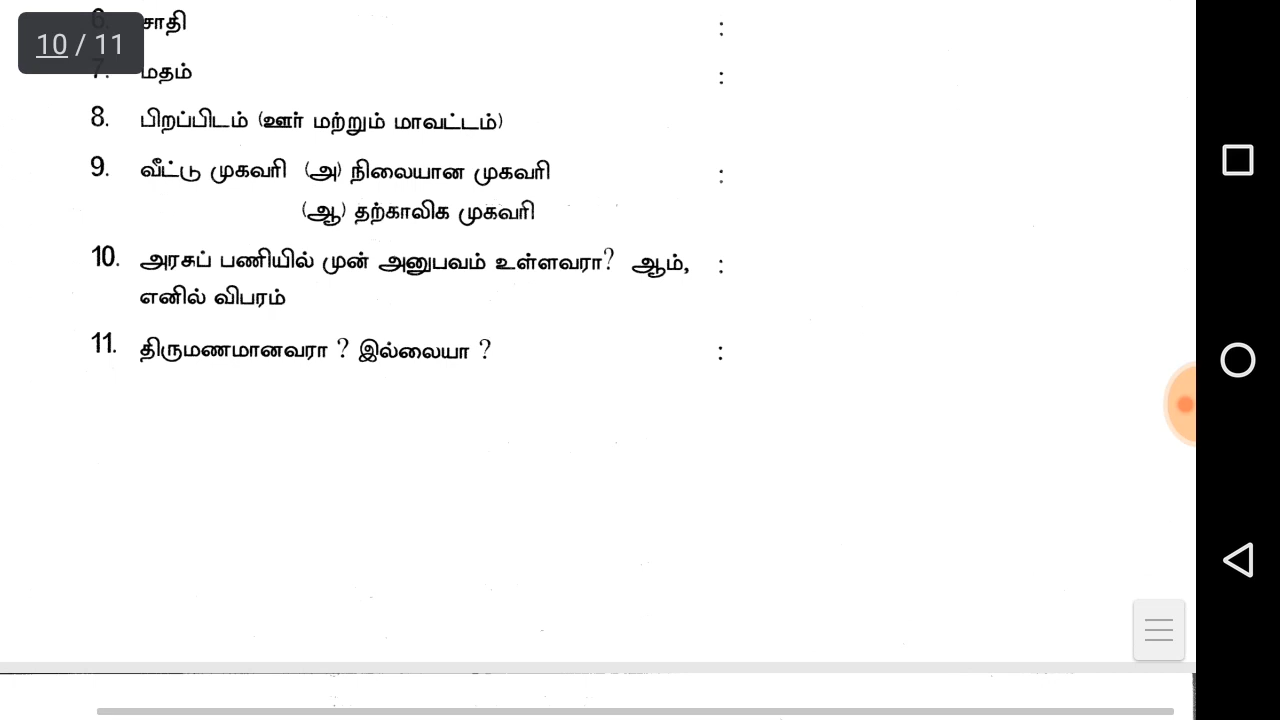 10 / 11
6. சாதி :
7. மதம் :
8. பிறப்பிடம் (ஊர் மற்றும் மாவட்டம்)
9. வீட்டு முகவரி (அ) நிலையான முகவரி :
(ஆ) தற்காலிக முகவரி
10. அரசுப் பணியில் முன் அனுபவம் உள்ளவரா? ஆம், :
எனில் விபரம்
11. திருமணமானவரா ? இல்லையா ? :